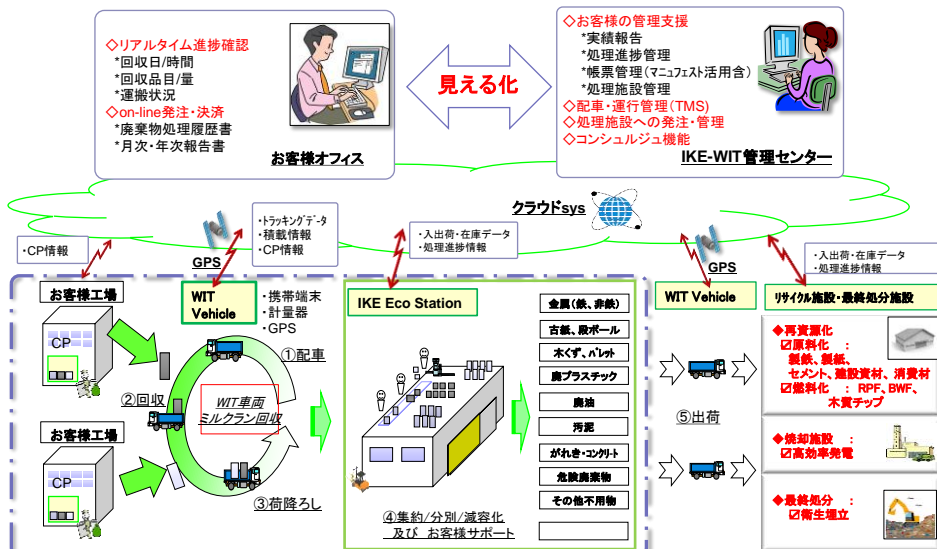 ◇リアルタイム進捗確認
*回収日/時間
*回収品目/量
*運搬状況
◇on-line発注・決済
*廃棄物処理履歴書
*月次・年次報告書
お客様オフィス
見える化
◇お客様の管理支援
*実績報告
*処理進捗管理
*帳票管理(マニュフェスト活用含)
*処理施設管理
◇配車・運行管理(TMS)
◇処理施設への発注・管理
◇コンシュルジュ機能
IKE-WIT管理センター
クラウドsys
・CP情報
GPS
・トラッキングデータ
・積載情報
・CP情報
・入出荷・在庫データ
・処理進捗情報
GPS
・入出荷・在庫データ
・処理進捗情報
お客様工場
CP
お客様工場
CP
WIT
Vehicle
・携帯端末
・計量器
・GPS
①配車
②回収
WIT車両
ミルクラン回収
③荷降ろし
IKE Eco Station
④集約/分別/減容化
及び お客様サポート
金属(鉄、非鉄)
古紙、段ボール
木くず、パレット
廃プラスチック
廃油
汚泥
がれき・コンクリート
危険廃棄物
その他不用物
WIT Vehicle
⑤出荷
リサイクル施設・最終処分施設
◆再資源化
☑原料化 :
製鉄、製紙、
セメント、建設資材、消費材
☑燃料化 : RPF、BWF、
木質チップ
◆焼却施設 :
☑高効率発電
◆最終処分 :
☑衛生埋立